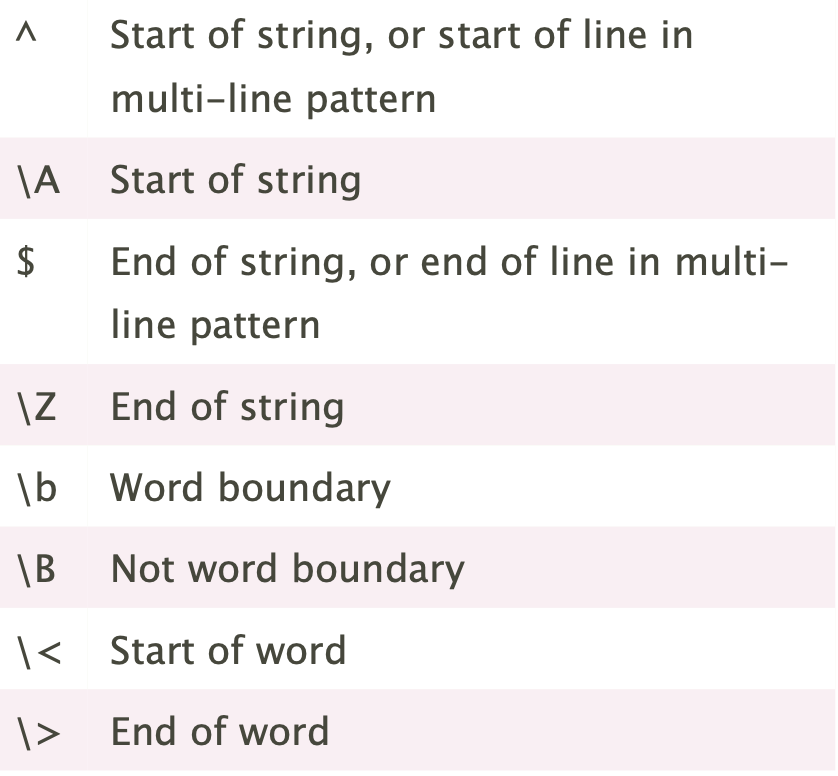 ^ Start of string, or start of line in
multi-line pattern
\A Start of string
$ End of string, or end of line in multi-
line pattern
\Z End of string
\b Word boundary
\B Not word boundary
\< Start of word
\> End of word